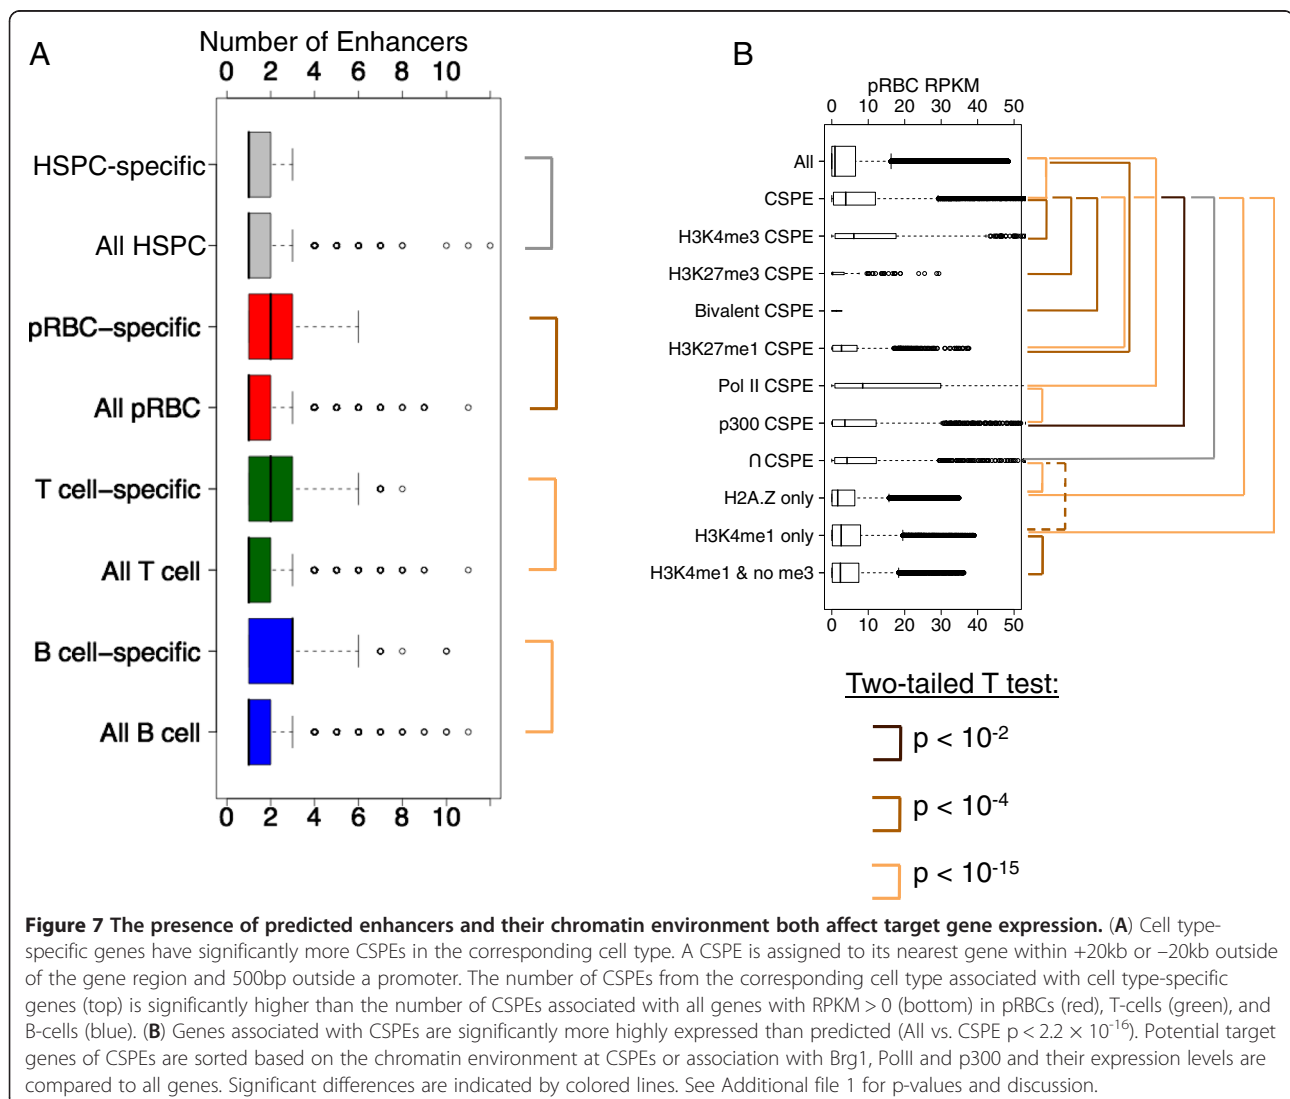 A
Number of Enhancers
0 2 4 6 8 10
HSPC-specific
All HSPC
pRBC-specific
All pRBC
T cell-specific
All T cell
B cell-specific
All B cell
0 2 4 6 8 10
B
pRBC RPKM
0 10 20 30 40 50
All
CSPE
H3K4me3 CSPE
H3K27me3 CSPE
Bivalent CSPE
H3K27me1 CSPE
Pol II CSPE
p300 CSPE
∩ CSPE
H2A.Z only
H3K4me1 only
H3K4me1 & no me3
0 10 20 30 40 50
Two-tailed T test:
p < 10⁻²
p < 10⁻⁴
p < 10⁻¹⁵
Figure 7 The presence of predicted enhancers and their chromatin environment both affect target gene expression. (A) Cell type-
specific genes have significantly more CSPEs in the corresponding cell type. A CSPE is assigned to its nearest gene within +20kb or –20kb outside
of the gene region and 500bp outside a promoter. The number of CSPEs from the corresponding cell type associated with cell type-specific
genes (top) is significantly higher than the number of CSPEs associated with all genes with RPKM > 0 (bottom) in pRBCs (red), T-cells (green), and
B-cells (blue). (B) Genes associated with CSPEs are significantly more highly expressed than predicted (All vs. CSPE p < 2.2 × 10⁻¹⁶). Potential target
genes of CSPEs are sorted based on the chromatin environment at CSPEs or association with Brg1, PolII and p300 and their expression levels are
compared to all genes. Significant differences are indicated by colored lines. See Additional file 1 for p-values and discussion.